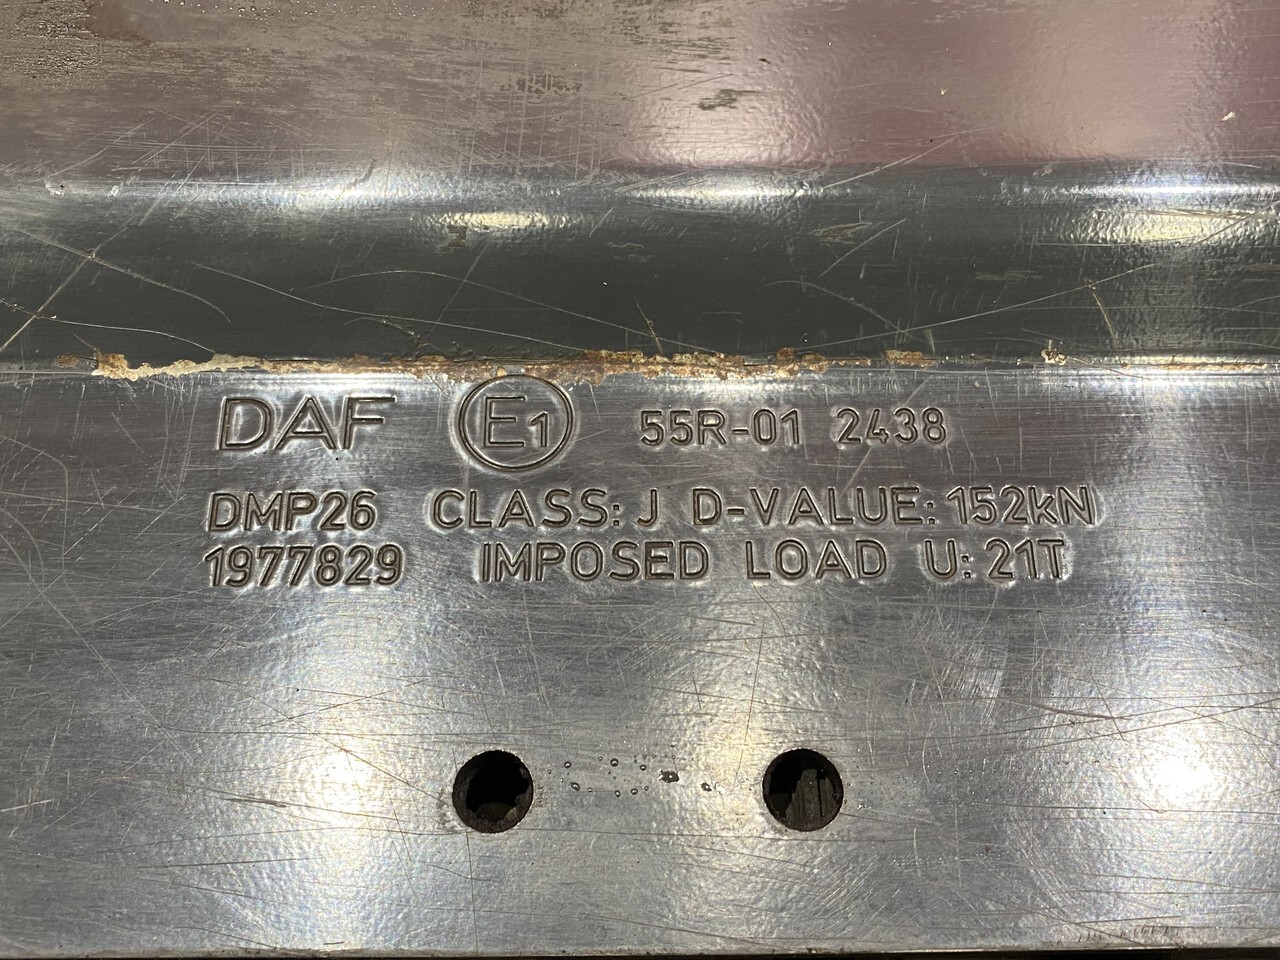 DAF E1 55R-01 2438
DMP26 CLASS: J D-VALUE: 152kN
1977829 IMPOSED LOAD U: 21T